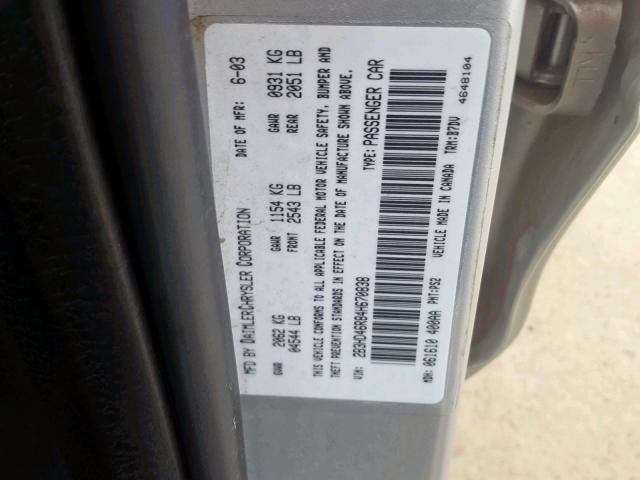 MFD BY DAIMLERCHRYSLER CORPORATION DATE OF MFR: 6-03
GVWR 2062 KG GAWR 1154 KG GAWR 0931 KG
04544 LB FRONT 2543 LB REAR 2051 LB
THIS VEHICLE CONFORMS TO ALL APPLICABLE FEDERAL MOTOR VEHICLE SAFETY, BUMPER AND
THEFT PREVENTION STANDARDS IN EFFECT ON THE DATE OF MANUFACTURE SHOWN ABOVE.
VIN: 2B3HD46R84H670838 TYPE: PASSENGER CAR
MDH: 061610 400AA PNT:PS2 VEHICLE MADE IN CANADA TRM:B7DV
4648104